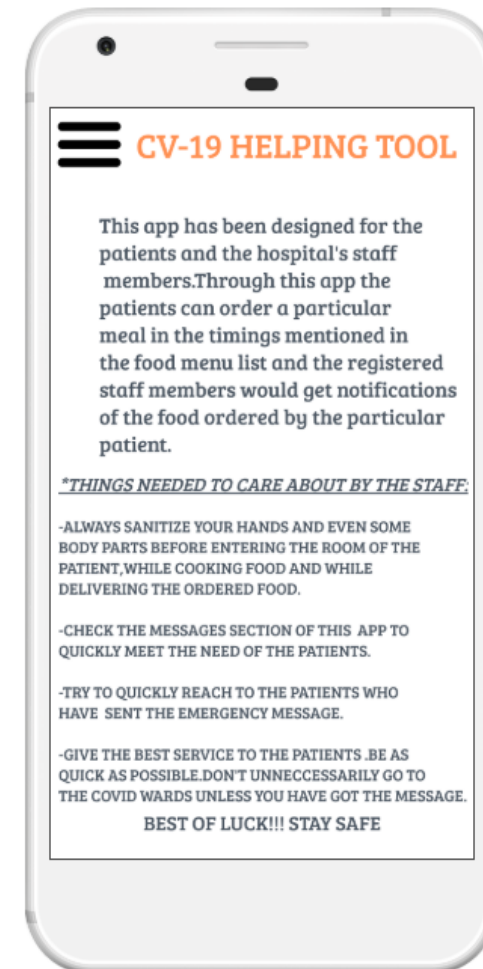 CV-19 HELPING TOOL
This app has been designed for the
patients and the hospital's staff
members.Through this app the
patients can order a particular
meal in the timings mentioned in
the food menu list and the registered
staff members would get notifications
of the food ordered by the particular
patient.
*THINGS NEEDED TO CARE ABOUT BY THE STAFF:
-ALWAYS SANITIZE YOUR HANDS AND EVEN SOME
BODY PARTS BEFORE ENTERING THE ROOM OF THE
PATIENT,WHILE COOKING FOOD AND WHILE
DELIVERING THE ORDERED FOOD.
-CHECK THE MESSAGES SECTION OF THIS APP TO
QUICKLY MEET THE NEED OF THE PATIENTS.
-TRY TO QUICKLY REACH TO THE PATIENTS WHO
HAVE SENT THE EMERGENCY MESSAGE.
-GIVE THE BEST SERVICE TO THE PATIENTS .BE AS
QUICK AS POSSIBLE.DON'T UNNECCESSARILY GO TO
THE COVID WARDS UNLESS YOU HAVE GOT THE MESSAGE.
BEST OF LUCK!!! STAY SAFE